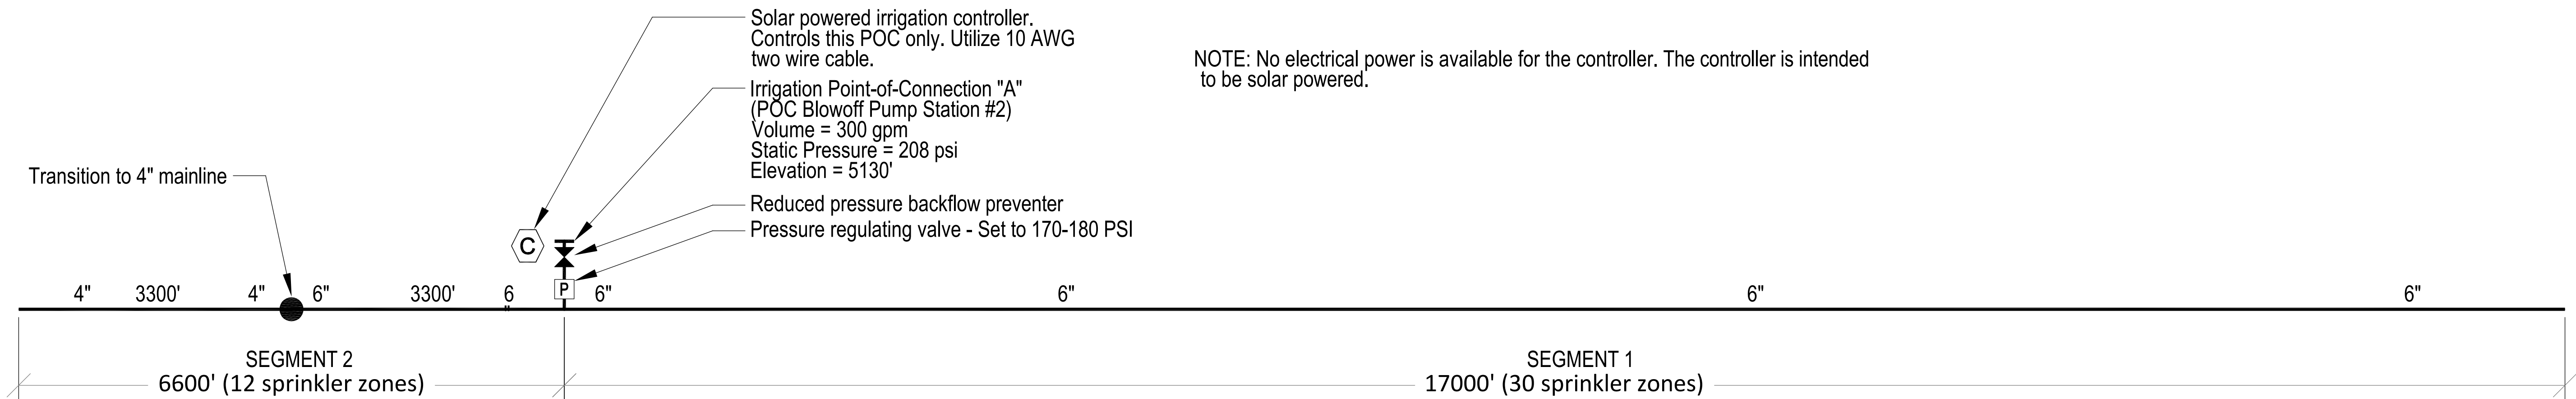 Solar powered irrigation controller.
Controls this POC only. Utilize 10 AWG
two wire cable.
NOTE: No electrical power is available for the controller. The controller is intended
to be solar powered.
Irrigation Point-of-Connection "A"
(POC Blowoff Pump Station #2)
Volume = 300 gpm
Static Pressure = 208 psi
Elevation = 5130'
Transition to 4" mainline
Reduced pressure backflow preventer
Pressure regulating valve - Set to 170-180 PSI
C
P
4" 3300' 4" 6" 3300' 6" 6" 6" 6" 6"
SEGMENT 2
6600' (12 sprinkler zones)
SEGMENT 1
17000' (30 sprinkler zones)